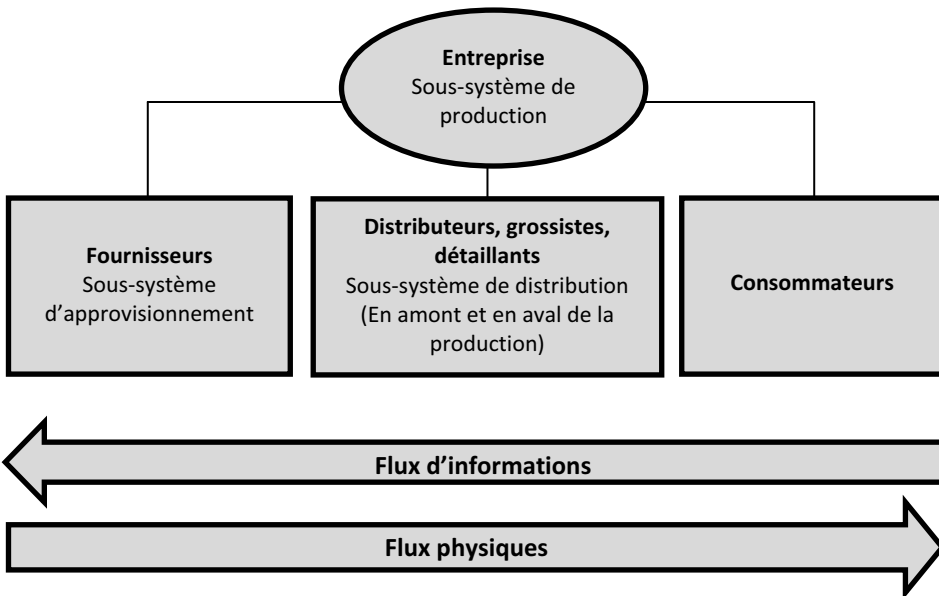 Entreprise
Sous-système de
production
Fournisseurs
Sous-système
d’approvisionnement
Distributeurs, grossistes,
détaillants
Sous-système de distribution
(En amont et en aval de la
production)
Consommateurs
Flux d’informations
Flux physiques